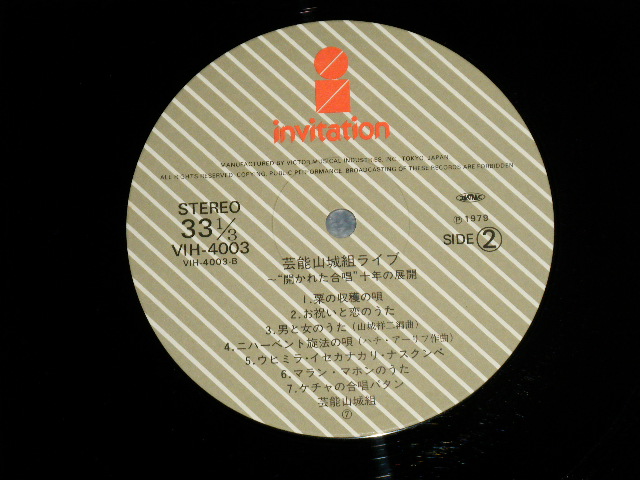 invitation
MANUFACTURED BY VICTOR MUSICAL INDUSTRIES, INC. TOKYO, JAPAN
ALL RIGHTS RESERVED. COPYING, PUBLIC PERFORMANCE, BROADCASTING OF THESE RECORDS ARE FORBIDDEN
STEREO
33 1/3
VIH-4003
VIH-4003-B
Ⓟ 1979
SIDE ②
芸能山城組ライブ
～“開かれた合唱”十年の展開
1.粟の収穫の唄
2.お祝いと恋のうた
3.男と女のうた(山城祥二編曲)
4.ニハーベント旋法の唄(ハチ・アーリフ作曲)
5.ウヒミラ・イセカナカリ・ナスクンベ
6.マラン・マホンのうた
7.ケチャの合唱パタン
芸能山城組
⑦